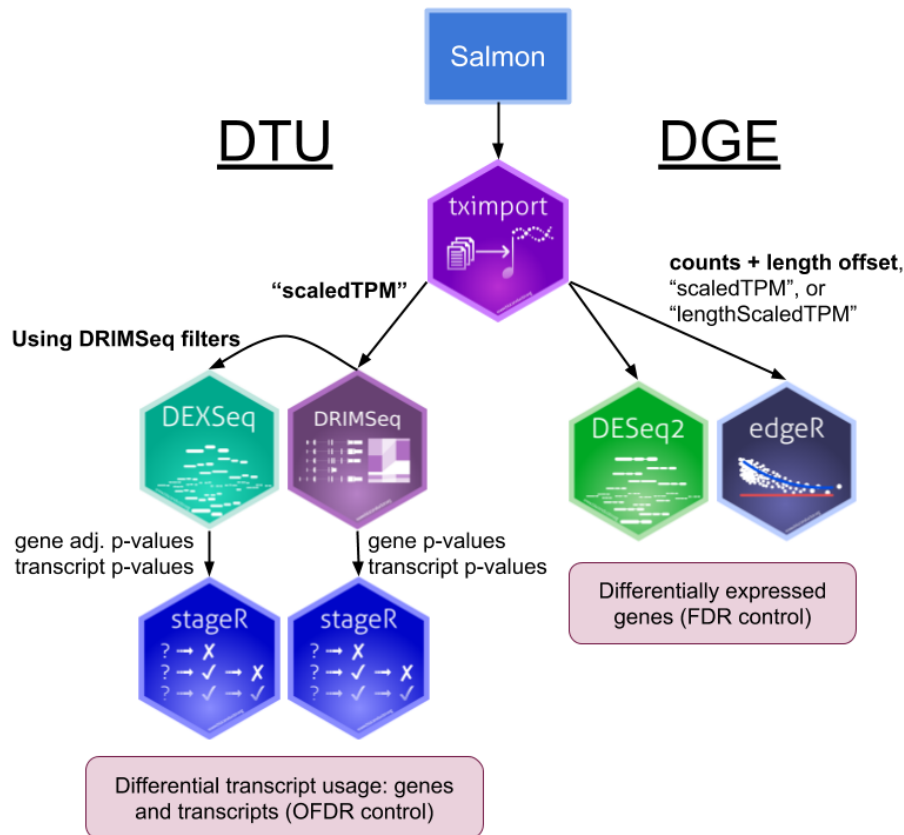 Salmon
DTU
DGE
tximport
“scaledTPM”
counts + length offset,
“scaledTPM”, or
“lengthScaledTPM”
Using DRIMSeq filters
DEXSeq
DRIMSeq
DESeq2
edgeR
gene adj. p-values
transcript p-values
gene p-values
transcript p-values
stageR
? → ✗
? → ✓ → ✗
? → ✓ → ✓
stageR
? → ✗
? → ✓ → ✗
? → ✓ → ✓
Differentially expressed
genes (FDR control)
Differential transcript usage: genes
and transcripts (OFDR control)